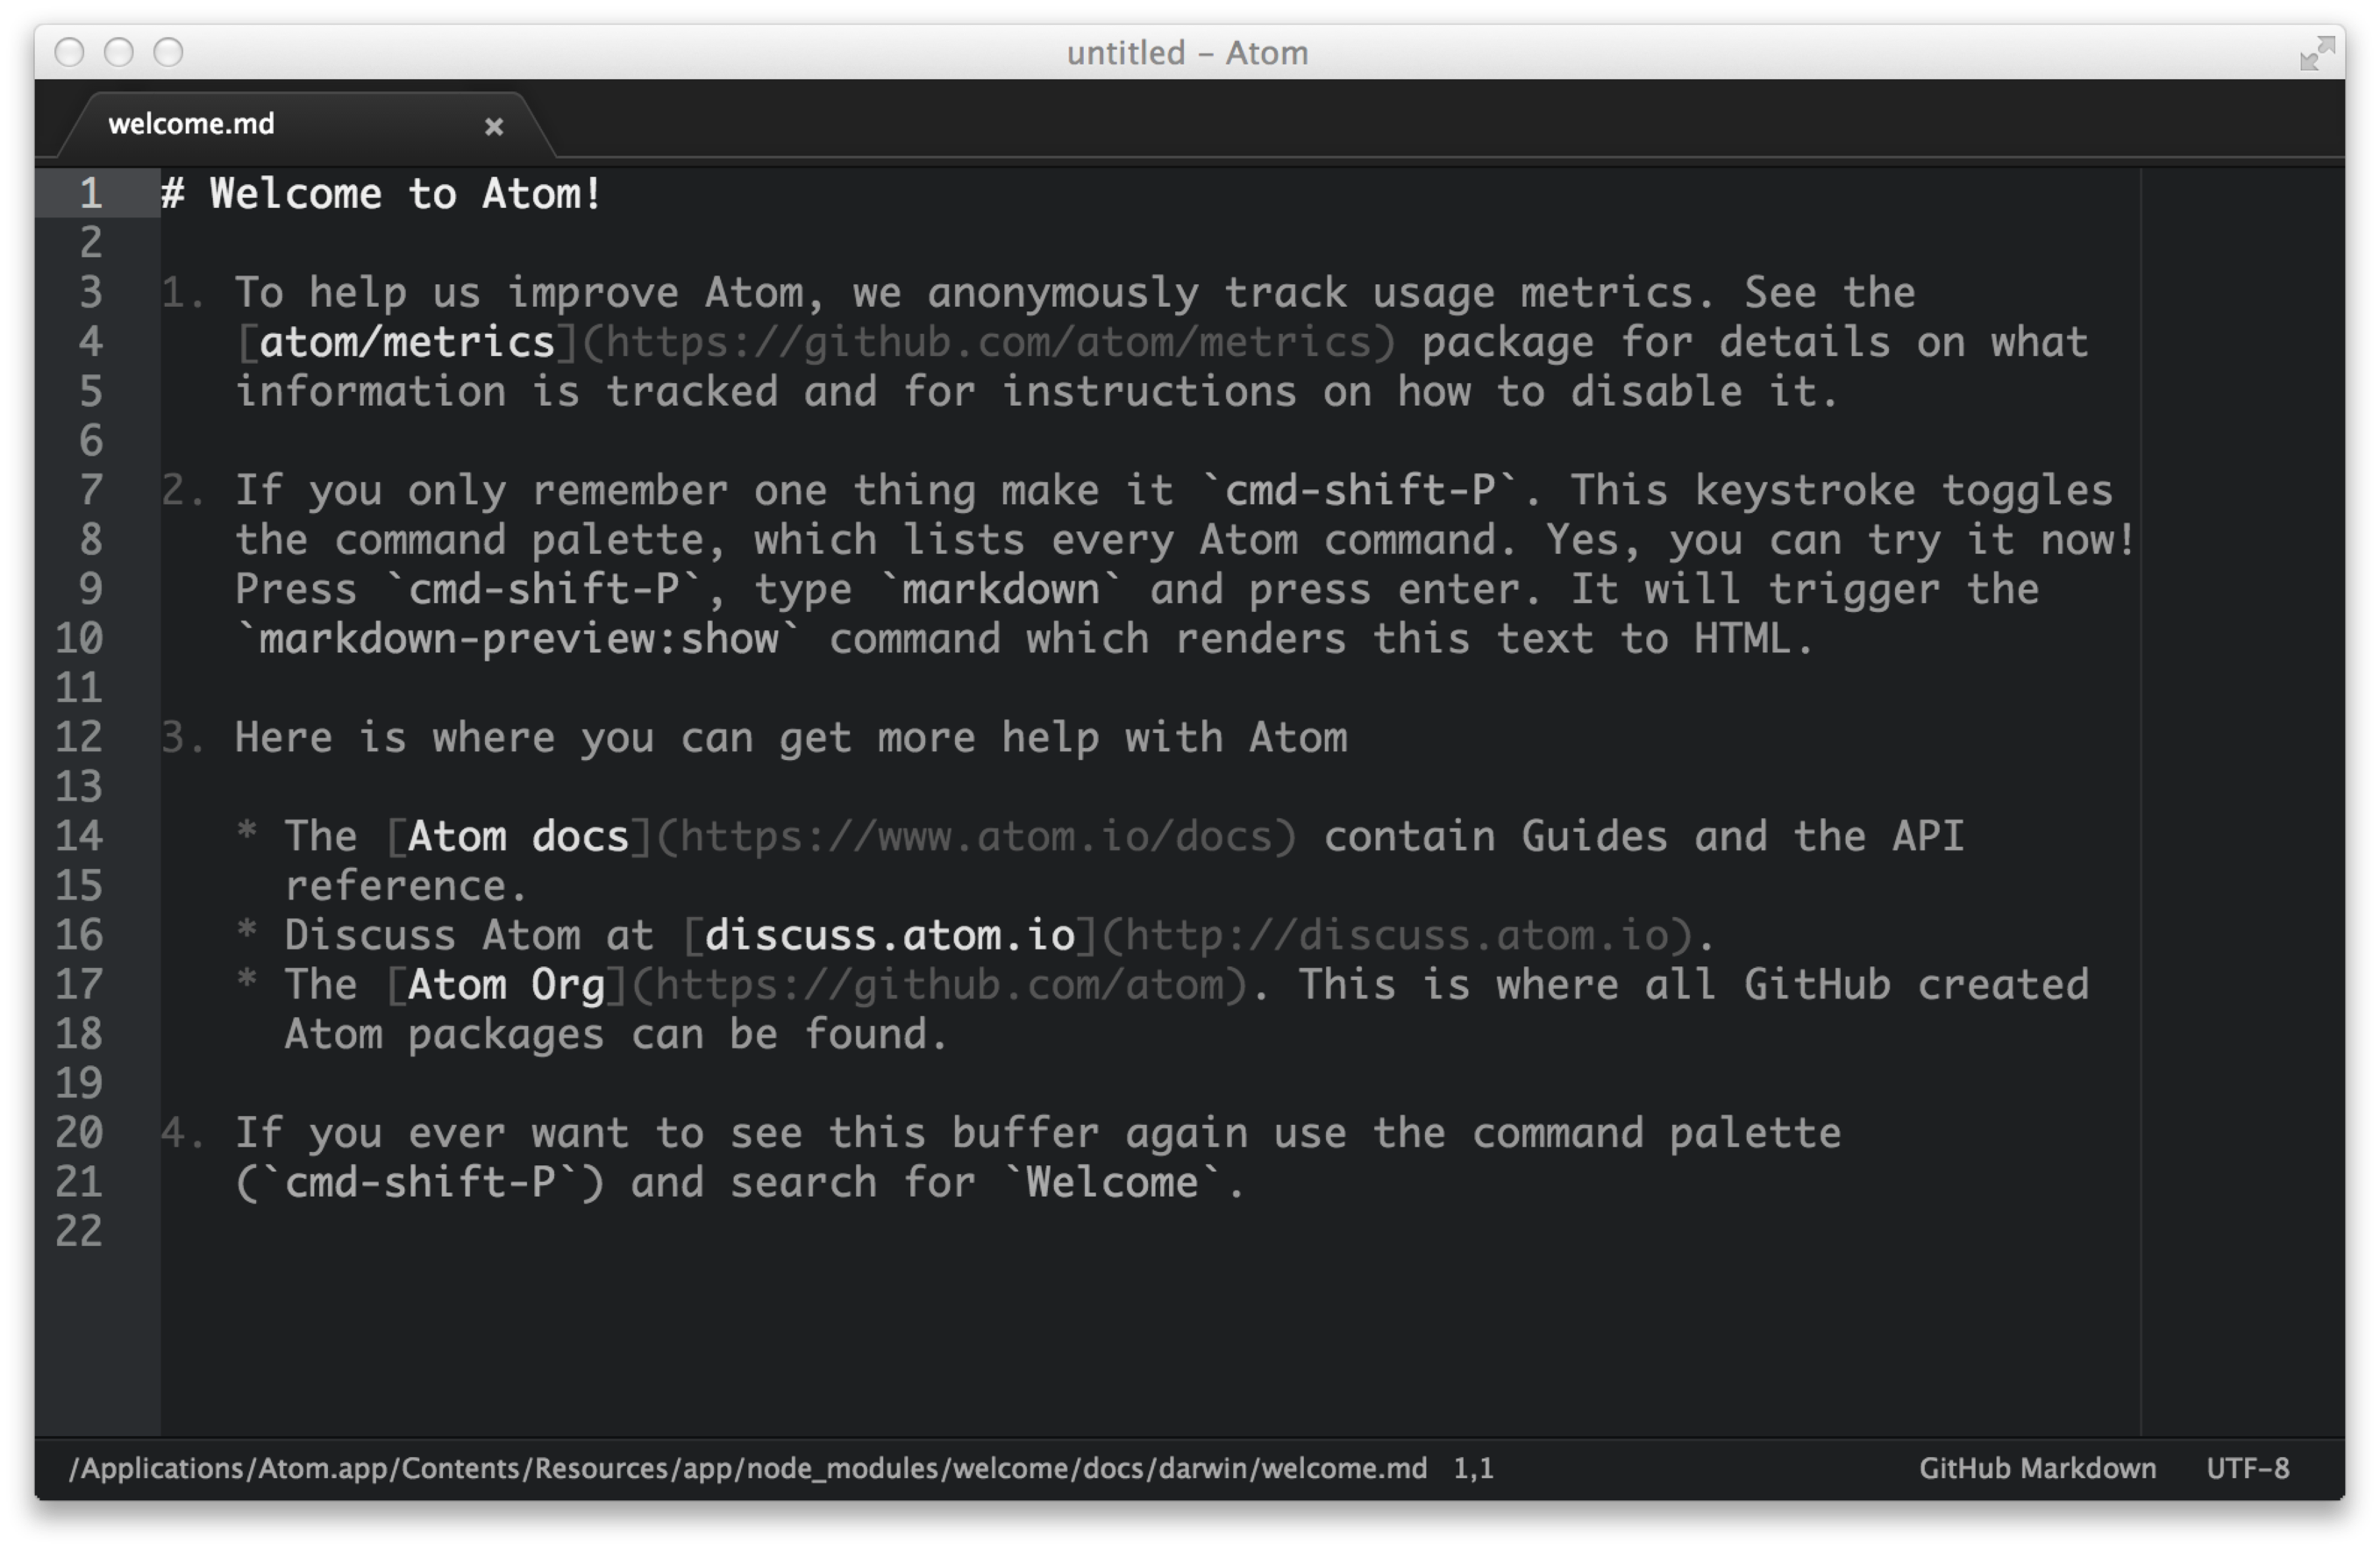 untitled – Atom
welcome.md
1 # Welcome to Atom!
2
3 1. To help us improve Atom, we anonymously track usage metrics. See the
4 [atom/metrics](https://github.com/atom/metrics) package for details on what
5 information is tracked and for instructions on how to disable it.
6
7 2. If you only remember one thing make it `cmd-shift-P`. This keystroke toggles
8 the command palette, which lists every Atom command. Yes, you can try it now!
9 Press `cmd-shift-P`, type `markdown` and press enter. It will trigger the
10 `markdown-preview:show` command which renders this text to HTML.
11
12 3. Here is where you can get more help with Atom
13
14 * The [Atom docs](https://www.atom.io/docs) contain Guides and the API
15 reference.
16 * Discuss Atom at [discuss.atom.io](http://discuss.atom.io).
17 * The [Atom Org](https://github.com/atom). This is where all GitHub created
18 Atom packages can be found.
19
20 4. If you ever want to see this buffer again use the command palette
21 (`cmd-shift-P`) and search for `Welcome`.
22
/Applications/Atom.app/Contents/Resources/app/node_modules/welcome/docs/darwin/welcome.md 1,1 GitHub Markdown UTF-8